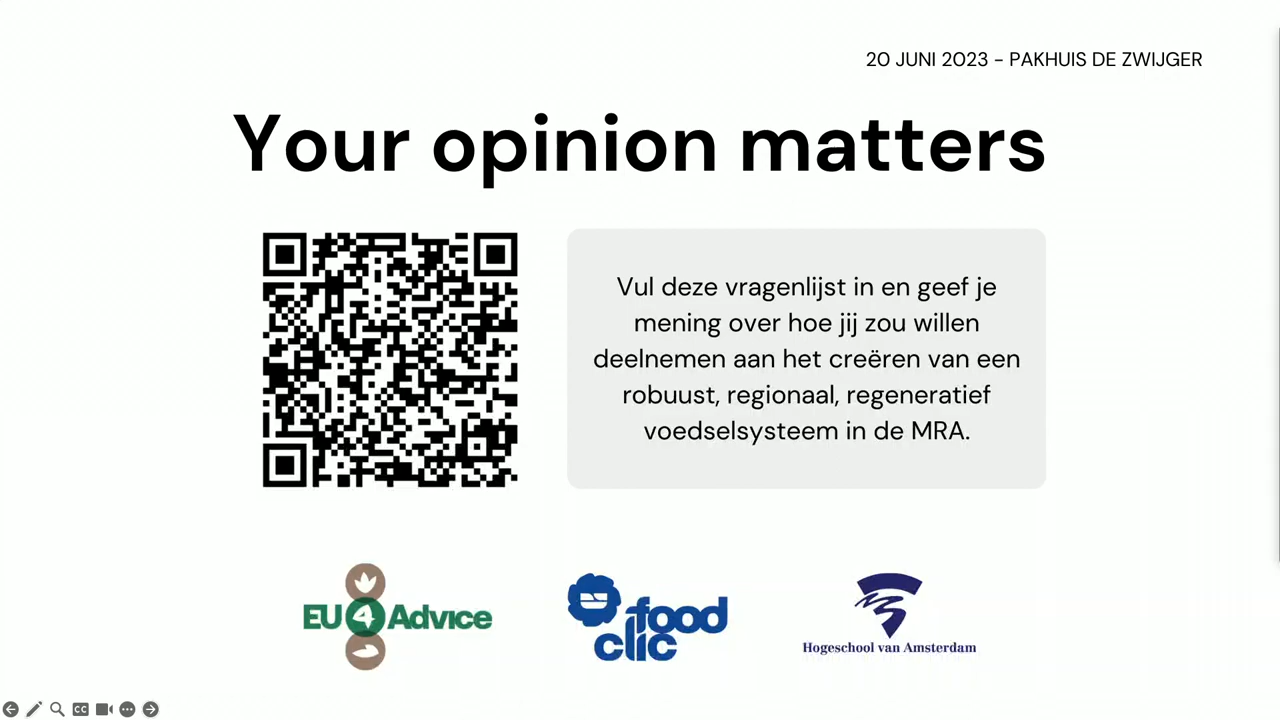 20 JUNI 2023 - PAKHUIS DE ZWIJGER
Your opinion matters
Vul deze vragenlijst in en geef je
mening over hoe jij zou willen
deelnemen aan het creëren van een
robuust, regionaal, regeneratief
voedselsysteem in de MRA.
EU4Advice
food
clic
Hogeschool van Amsterdam
CC